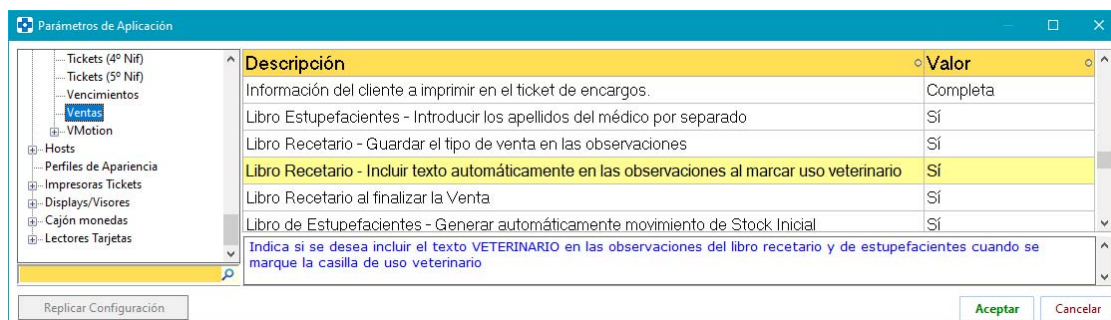 Parámetros de Aplicación
Tickets (4º Nif)
Tickets (5º Nif)
Vencimientos
Ventas
VMotion
Hosts
Perfiles de Apariencia
Impresoras Tickets
Displays/Visores
Cajón monedas
Lectores Tarjetas
Descripción Valor
Información del cliente a imprimir en el ticket de encargos. Completa
Libro Estupefacientes - Introducir los apellidos del médico por separado Sí
Libro Recetario - Guardar el tipo de venta en las observaciones Sí
Libro Recetario - Incluir texto automáticamente en las observaciones al marcar uso veterinario Sí
Libro Recetario al finalizar la Venta Sí
Libro de Estupefacientes - Generar automáticamente movimiento de Stock Inicial Sí
Indica si se desea incluir el texto VETERINARIO en las observaciones del libro recetario y de estupefacientes cuando se
marque la casilla de uso veterinario
Replicar Configuración
Aceptar
Cancelar